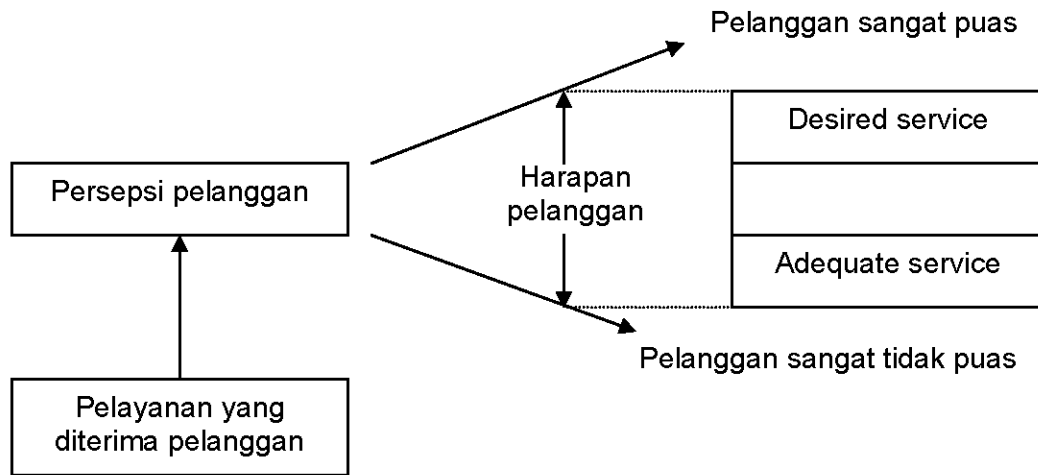 Pelanggan sangat puas
Desired service
Persepsi pelanggan
Harapan
pelanggan
Adequate service
Pelanggan sangat tidak puas
Pelayanan yang
diterima pelanggan